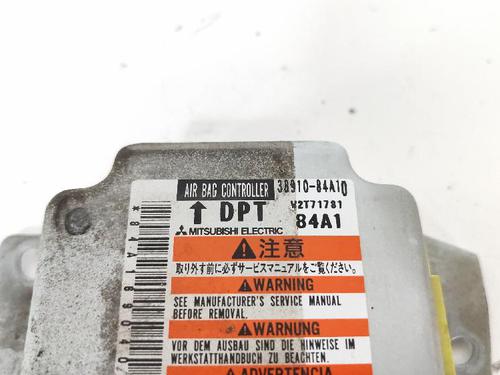 AIR BAG CONTROLLER 38910-84A10
↑ DPT W2T71781
MITSUBISHI ELECTRIC 84A1
注意
取り外す前に必ずサービスマニュアルをご覧ください。
WARNING
SEE MANUFACTURER'S SERVICE MANUAL
BEFORE REMOVAL.
WARNUNG
VOR DEM AUSBAU SIND DIE HINWEISE IM
WERKSTATTHANDBUCH ZU BEACHTEN.
ADVERTENCIA